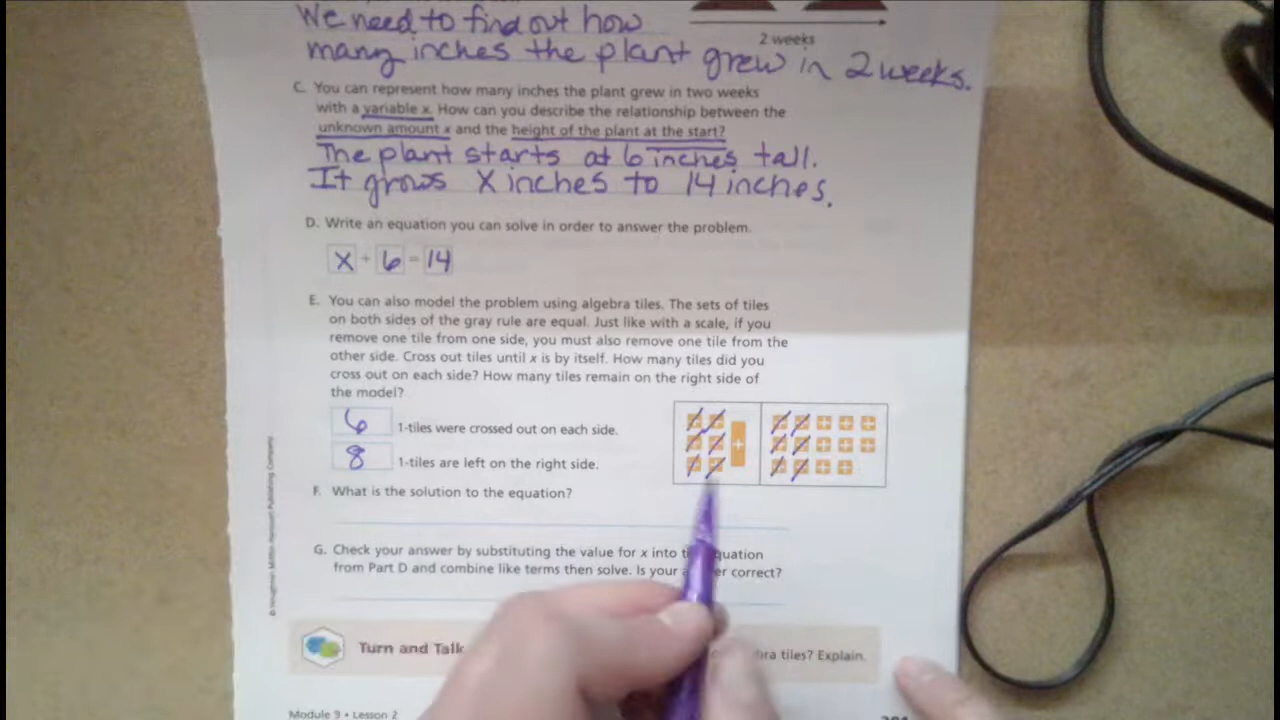 We need to find out how
2 weeks
many inches the plant grew in 2 weeks.
C. You can represent how many inches the plant grew in two weeks
with a variable x. How can you describe the relationship between the
unknown amount x and the height of the plant at the start?
The plant starts at 6 inches tall.
It grows X inches to 14 inches.
D. Write an equation you can solve in order to answer the problem.
x + 6 = 14
E. You can also model the problem using algebra tiles. The sets of tiles
on both sides of the gray rule are equal. Just like with a scale, if you
remove one tile from one side, you must also remove one tile from the
other side. Cross out tiles until x is by itself. How many tiles did you
cross out on each side? How many tiles remain on the right side of
the model?
6 1-tiles were crossed out on each side.
8 1-tiles are left on the right side.
F. What is the solution to the equation?
G. Check your answer by substituting the value for x into equation
from Part D and combine like terms then solve. Is your correct?
Turn and Talk tiles? Explain.
© Houghton Mifflin Harcourt Publishing Company
Module 9 • Lesson 2